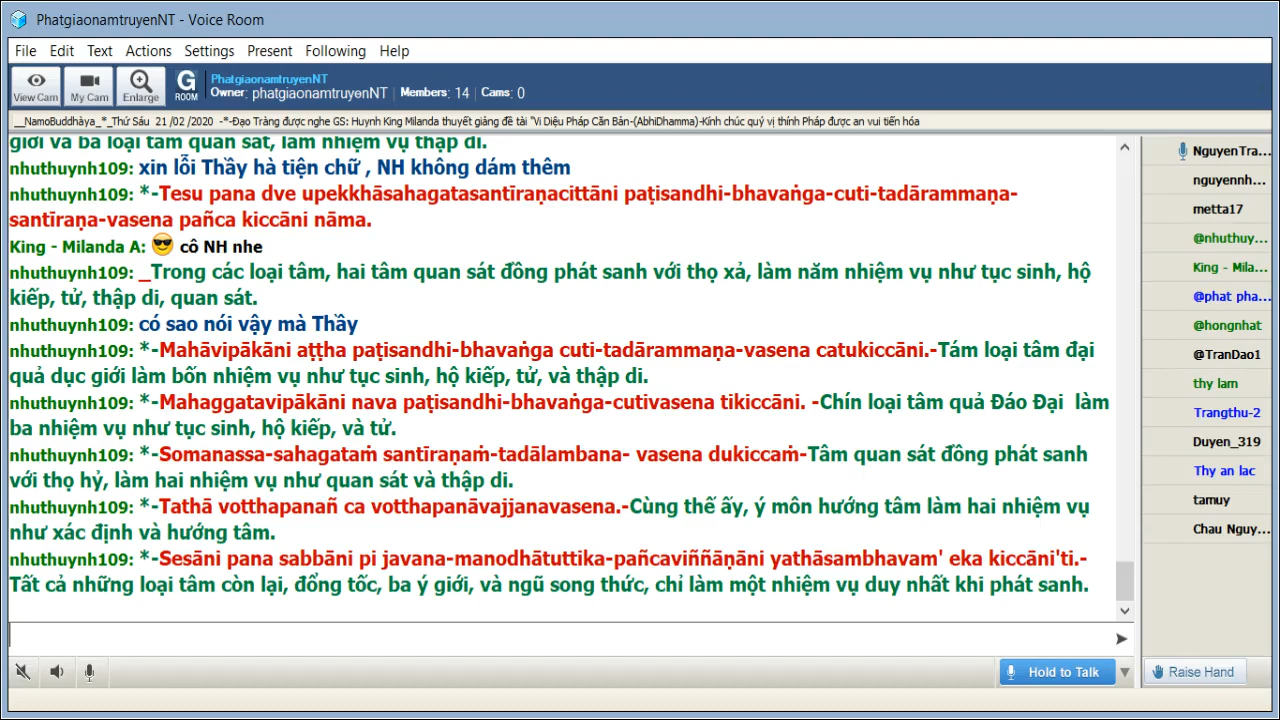 PhatgiaonamtruyenNT - Voice Room
File Edit Text Actions Settings Present Following Help
View Cam My Cam Enlarge G ROOM PhatgiaonamtruyenNT
Owner: phatgiaonamtruyenNT Members: 14 Cams: 0
__NamoBuddhàya_*_Thứ Sáu 21 /02 /2020 -*-Đạo Tràng được nghe GS: Huynh King Milanda thuyết giảng đề tài "Vi Diệu Pháp Căn Bản-(AbhiDhamma)-Kính chúc quý vị thính Pháp được an vui tiến hóa
giới và ba loại tâm quan sát, làm nhiệm vụ thập di.
nhuthuynh109: xin lỗi Thầy hà tiện chữ , NH không dám thêm
nhuthuynh109: *-Tesu pana dve upekkhāsahagatasantīraṇacittāni paṭisandhi-bhavaṅga-cuti-tadārammaṇa-
santīraṇa-vasena pañca kiccāni nāma.
King - Milanda A: 😎 cô NH nhe
nhuthuynh109: _Trong các loại tâm, hai tâm quan sát đồng phát sanh với thọ xả, làm năm nhiệm vụ như tục sinh, hộ
kiếp, tử, thập di, quan sát.
nhuthuynh109: có sao nói vậy mà Thầy
nhuthuynh109: *-Mahāvipākāni aṭṭha paṭisandhi-bhavaṅga cuti-tadārammaṇa-vasena catukiccāni.-Tám loại tâm đại
quả dục giới làm bốn nhiệm vụ như tục sinh, hộ kiếp, tử, và thập di.
nhuthuynh109: *-Mahaggatavipākāni nava paṭisandhi-bhavaṅga-cutivasena tikiccāni. -Chín loại tâm quả Đáo Đại làm
ba nhiệm vụ như tục sinh, hộ kiếp, và tử.
nhuthuynh109: *-Somanassa-sahagataṁ santīraṇaṁ-tadālambana- vasena dukiccaṁ-Tâm quan sát đồng phát sanh
với thọ hỷ, làm hai nhiệm vụ như quan sát và thập di.
nhuthuynh109: *-Tathā votthapanañ ca votthapanāvajjanavasena.-Cùng thế ấy, ý môn hướng tâm làm hai nhiệm vụ
như xác định và hướng tâm.
nhuthuynh109: *-Sesāni pana sabbāni pi javana-manodhātuttika-pañcaviññāṇāni yathāsambhavam' eka kiccāni'ti.-
Tất cả những loại tâm còn lại, đổng tốc, ba ý giới, và ngũ song thức, chỉ làm một nhiệm vụ duy nhất khi phát sanh.
NguyenTra...
nguyennh...
metta17
@nhuthuy...
King - Mila...
@phat pha...
@hongnhat
@TranDao1
thy lam
Trangthu-2
Duyen_319
Thy an lac
tamuy
Chau Nguy...
Hold to Talk
Raise Hand